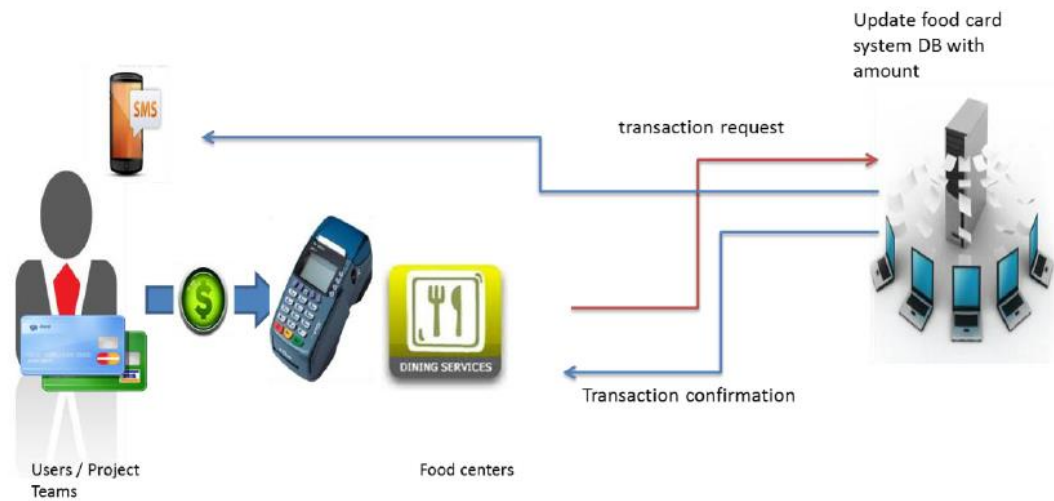 Update food card
system DB with
amount
SMS
transaction request
$
DINING SERVICES
Transaction confirmation
Users / Project
Teams
Food centers